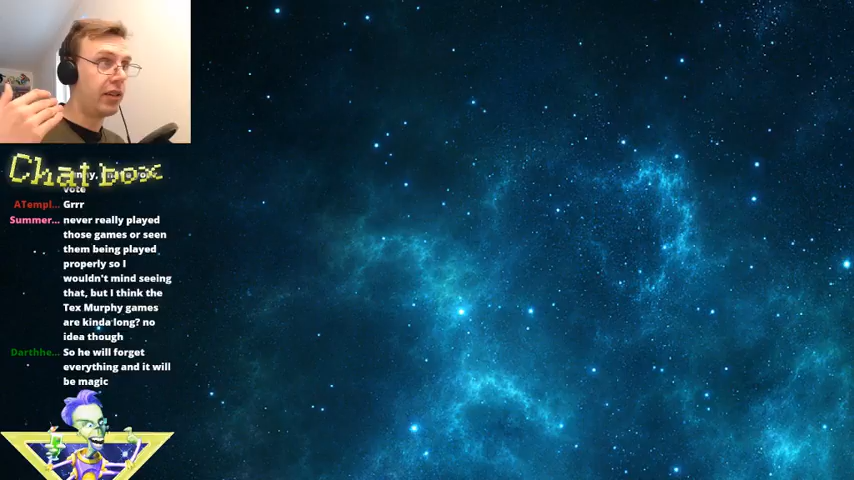 Chatbox
vote
ATempl... Grrr
Summer... never really played
those games or seen
them being played
properly so I
wouldn't mind seeing
that, but I think the
Tex Murphy games
are kinda long? no
idea though
Darthhe... So he will forget
everything and it will
be magic